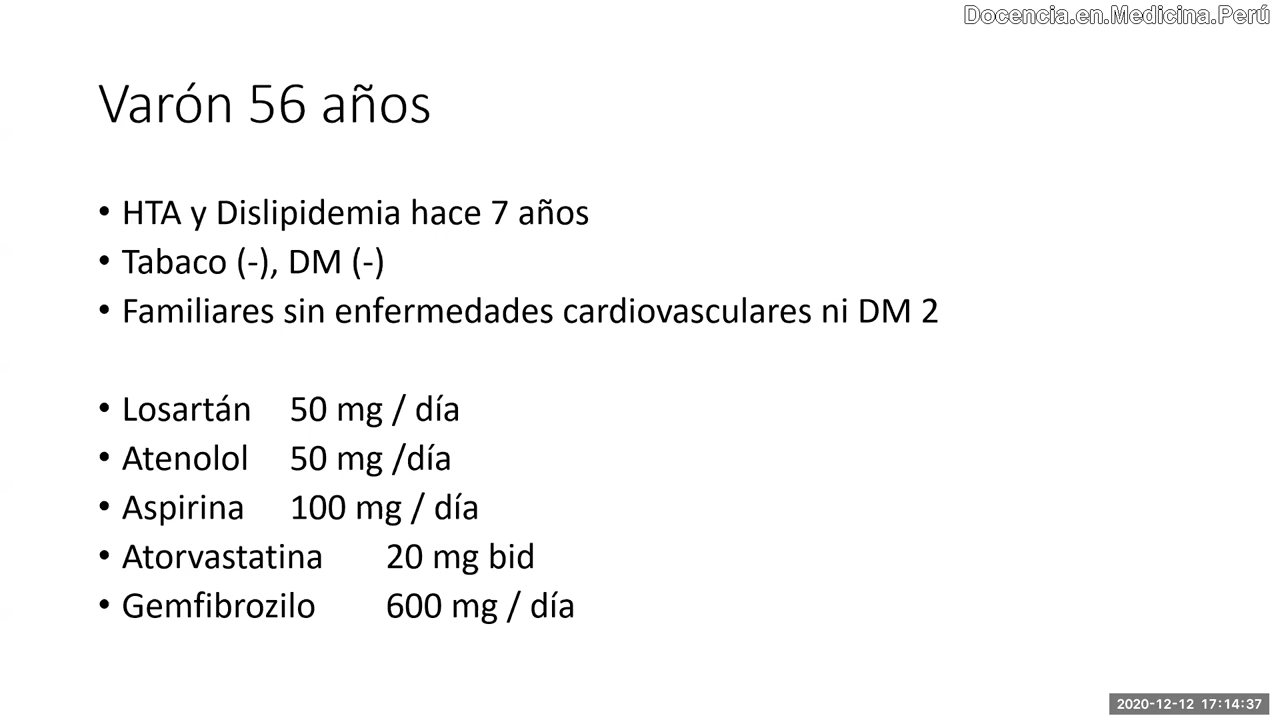 Docencia.en.Medicina.Perú
Varón 56 años
• HTA y Dislipidemia hace 7 años
• Tabaco (-), DM (-)
• Familiares sin enfermedades cardiovasculares ni DM 2
• Losartán 50 mg / día
• Atenolol 50 mg /día
• Aspirina 100 mg / día
• Atorvastatina 20 mg bid
• Gemfibrozilo 600 mg / día
2020-12-12 17:14:37